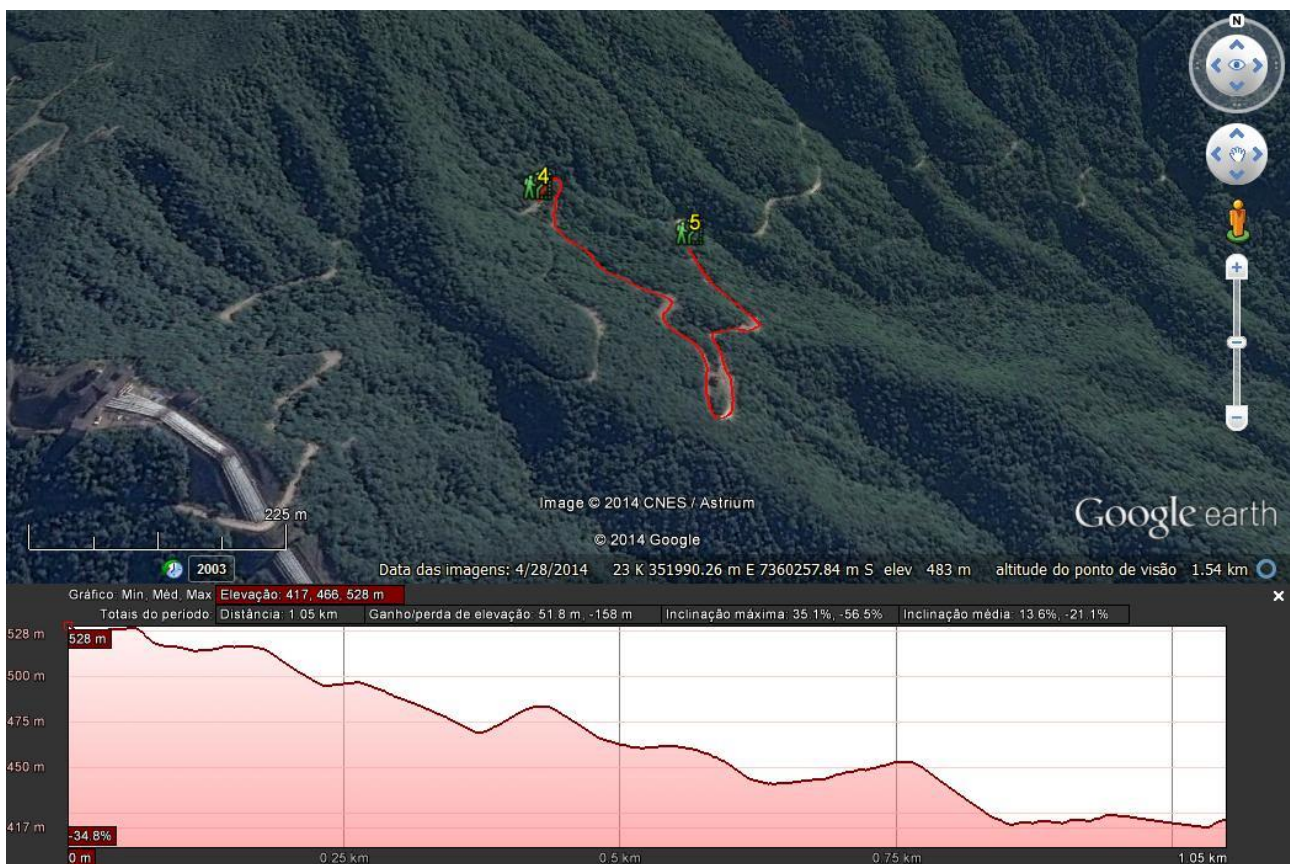 N
4
5
225 m
Image © 2014 CNES / Astrium
© 2014 Google
Google earth
2003
Data das imagens: 4/28/2014 23 K 351990.26 m E 7360257.84 m S elev 483 m altitude do ponto de visão 1.54 km
Gráfico: Min, Méd, Max Elevação: 417, 466, 528 m
Totais do período: Distância: 1.05 km Ganho/perda de elevação: 51.8 m, -158 m Inclinação máxima: 35.1%, -56.5% Inclinação média: 13.6%, -21.1%
528 m
528 m
500 m
475 m
450 m
417 m
-34.8%
0 m 0.25 km 0.5 km 0.75 km 1.05 km